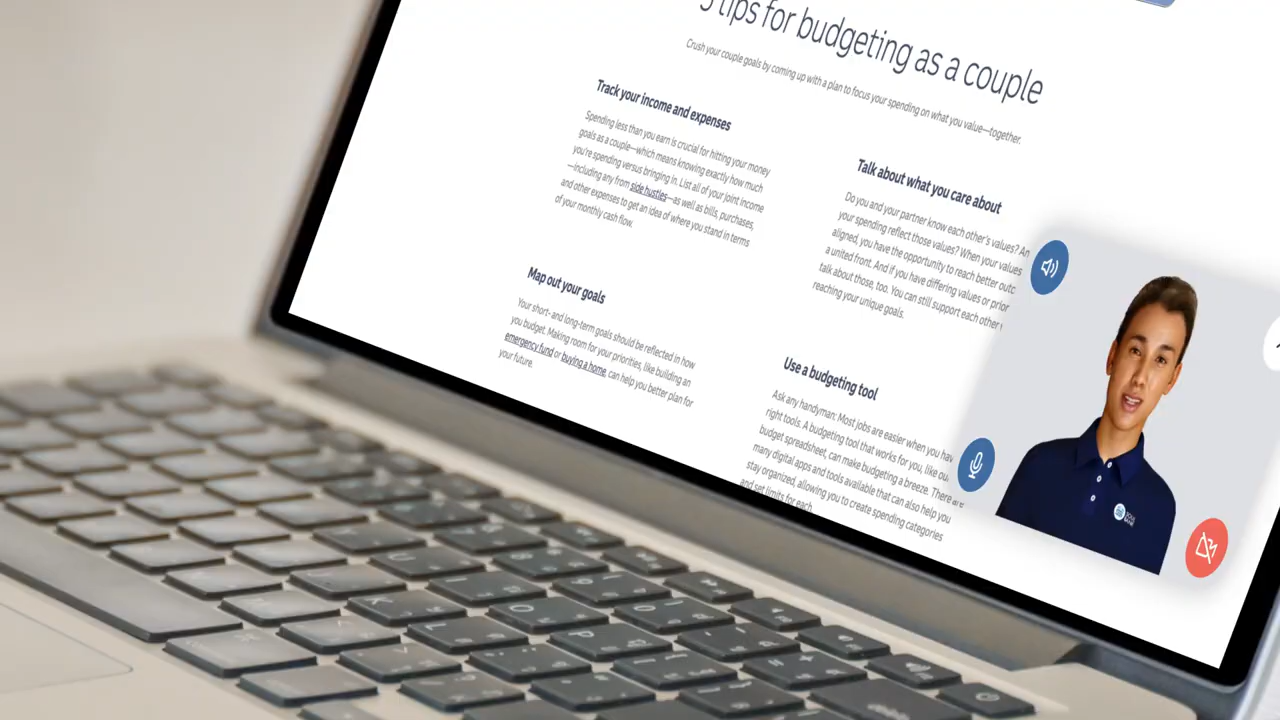 tips for budgeting as a couple
Crush your couple goals by coming up with a plan to focus your spending on what you value—together.
Track your income and expenses
Spending less than you earn is crucial for hitting your money
goals as a couple—which means knowing exactly how much
you're spending versus bringing in. List all of your joint income
—including any from side hustles—as well as bills, purchases,
and other expenses to get an idea of where you stand in terms
of your monthly cash flow.
Map out your goals
Your short- and long-term goals should be reflected in how
you budget. Making room for your priorities, like building an
emergency fund or buying a home, can help you better plan for
your future.
Talk about what you care about
Do you and your partner know each other's values? An
your spending reflect those values? When your values
aligned, you have the opportunity to reach better outc
a united front. And if you have differing values or prior
talk about those, too. You can still support each other
reaching your unique goals.
Use a budgeting tool
Ask any handyman: Most jobs are easier when you hav
right tools. A budgeting tool that works for you, like ou
budget spreadsheet, can make budgeting a breeze. There are
many digital apps and tools available that can also help you
stay organized, allowing you to create spending categories
and set limits for each